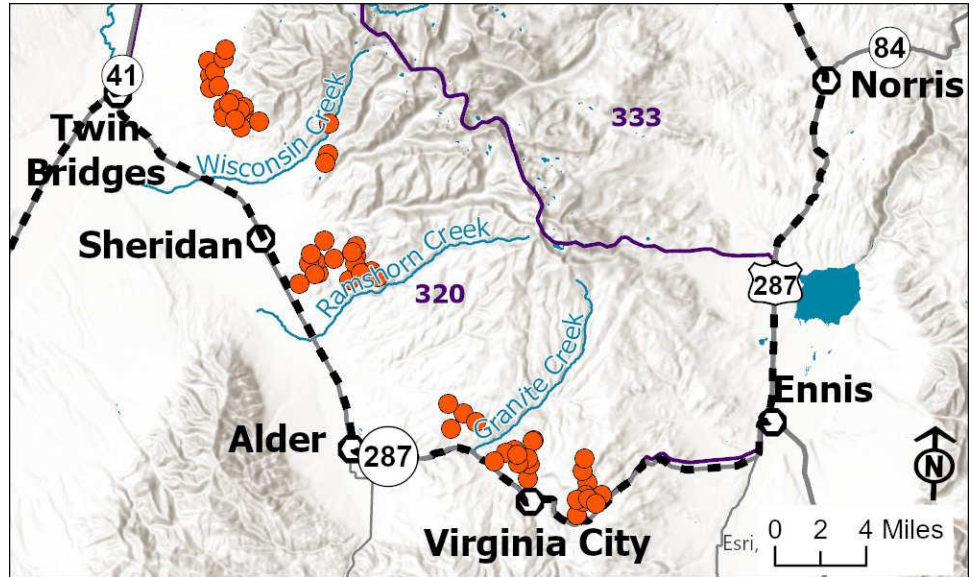 84
41
Norris
333
Twin
Bridges
Wisconsin Creek
Sheridan
Ramshorn Creek
320
287
Granite Creek
Ennis
Alder
287
N
Virginia City
Esri,
0 2 4 Miles